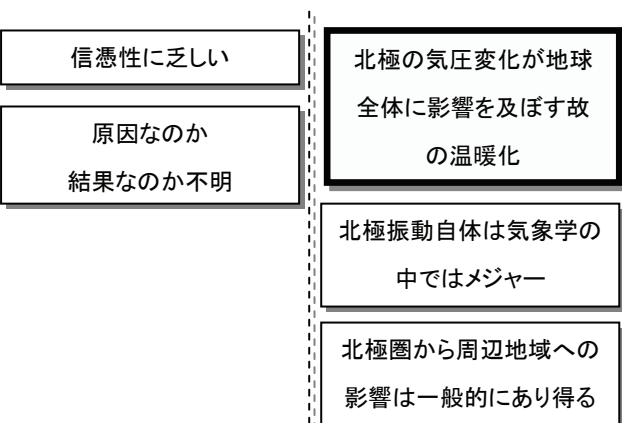 信憑性に乏しい
原因なのか
結果なのか不明
北極の気圧変化が地球
全体に影響を及ぼす故
の温暖化
北極振動自体は気象学の
中ではメジャー
北極圏から周辺地域への
影響は一般的にあり得る